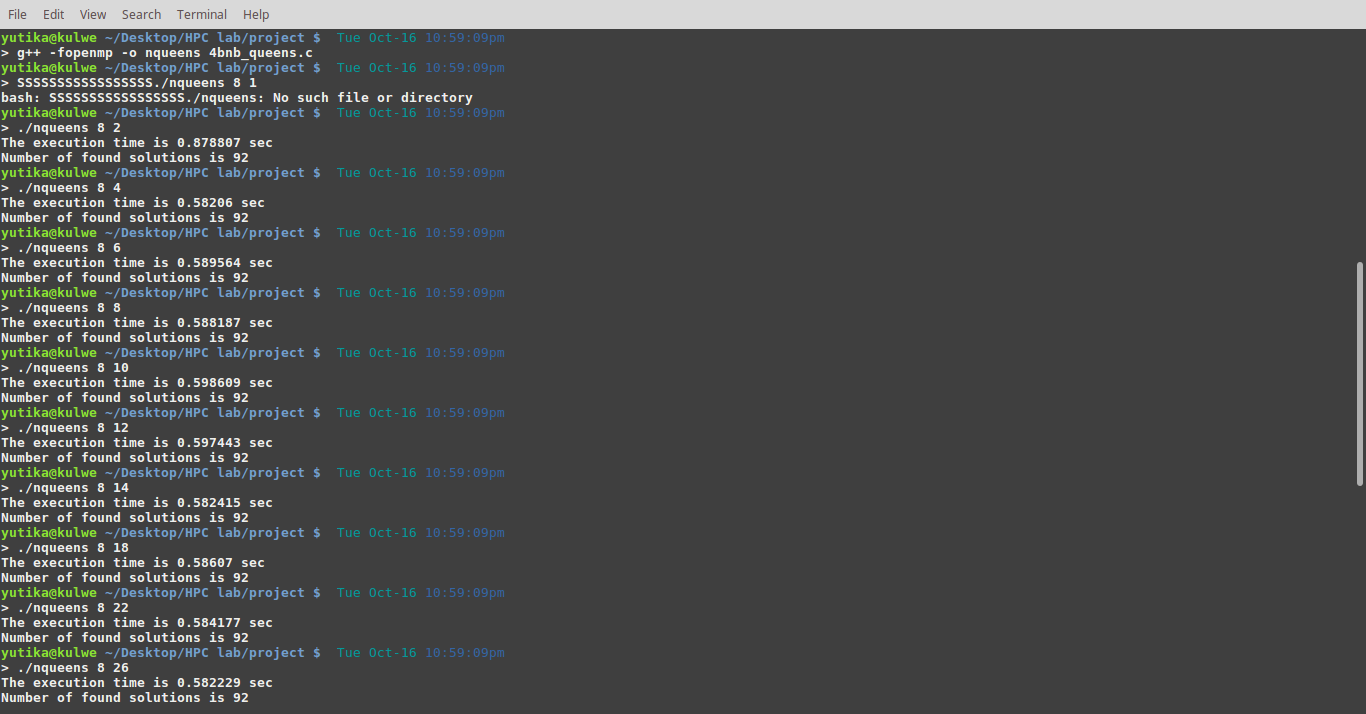 File Edit View Search Terminal Help
yutika@kulwe ~/Desktop/HPC lab/project $  Tue Oct-16 10:59:09pm
> g++ -fopenmp -o nqueens 4bnb_queens.c
yutika@kulwe ~/Desktop/HPC lab/project $  Tue Oct-16 10:59:09pm
> SSSSSSSSSSSSSSSSS./nqueens 8 1
bash: SSSSSSSSSSSSSSSSS./nqueens: No such file or directory
yutika@kulwe ~/Desktop/HPC lab/project $  Tue Oct-16 10:59:09pm
> ./nqueens 8 2
The execution time is 0.878807 sec
Number of found solutions is 92
yutika@kulwe ~/Desktop/HPC lab/project $  Tue Oct-16 10:59:09pm
> ./nqueens 8 4
The execution time is 0.58206 sec
Number of found solutions is 92
yutika@kulwe ~/Desktop/HPC lab/project $  Tue Oct-16 10:59:09pm
> ./nqueens 8 6
The execution time is 0.589564 sec
Number of found solutions is 92
yutika@kulwe ~/Desktop/HPC lab/project $  Tue Oct-16 10:59:09pm
> ./nqueens 8 8
The execution time is 0.588187 sec
Number of found solutions is 92
yutika@kulwe ~/Desktop/HPC lab/project $  Tue Oct-16 10:59:09pm
> ./nqueens 8 10
The execution time is 0.598609 sec
Number of found solutions is 92
yutika@kulwe ~/Desktop/HPC lab/project $  Tue Oct-16 10:59:09pm
> ./nqueens 8 12
The execution time is 0.597443 sec
Number of found solutions is 92
yutika@kulwe ~/Desktop/HPC lab/project $  Tue Oct-16 10:59:09pm
> ./nqueens 8 14
The execution time is 0.582415 sec
Number of found solutions is 92
yutika@kulwe ~/Desktop/HPC lab/project $  Tue Oct-16 10:59:09pm
> ./nqueens 8 18
The execution time is 0.58607 sec
Number of found solutions is 92
yutika@kulwe ~/Desktop/HPC lab/project $  Tue Oct-16 10:59:09pm
> ./nqueens 8 22
The execution time is 0.584177 sec
Number of found solutions is 92
yutika@kulwe ~/Desktop/HPC lab/project $  Tue Oct-16 10:59:09pm
> ./nqueens 8 26
The execution time is 0.582229 sec
Number of found solutions is 92